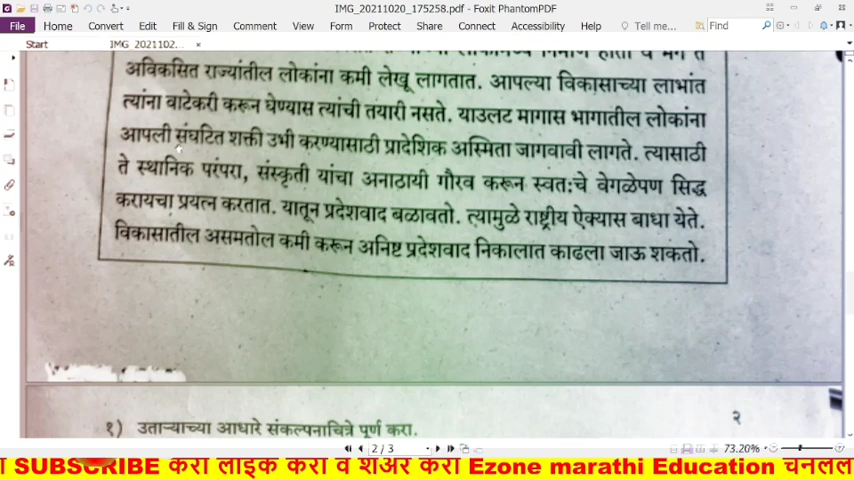 IMG_20211020_175258.pdf - Foxit PhantomPDF
File Home Convert Edit Fill & Sign Comment View Form Protect Share Connect Accessibility Help Tell me... Find
Start IMG_2021102... ×
अविकसित राज्यांतील लोकांना कमी लेखू लागतात. आपल्या विकासाच्या लाभांत
त्यांना वाटेकरी करून घेण्यास त्यांची तयारी नसते. याउलट मागास भागातील लोकांना
आपली संघटित शक्ती उभी करण्यासाठी प्रादेशिक अस्मिता जागवावी लागते. त्यासाठी
ते स्थानिक परंपरा, संस्कृती यांचा अनाठायी गौरव करून स्वतःचे वेगळेपण सिद्ध
करायचा प्रयत्न करतात. यातून प्रदेशवाद बळावतो. त्यामुळे राष्ट्रीय ऐक्यास बाधा येते.
विकासातील असमतोल कमी करून अनिष्ट प्रदेशवाद निकालात काढला जाऊ शकतो.
२
१) उताऱ्याच्या आधारे संकल्पनाचित्रे पूर्ण करा.
2 / 3 73.20%
SUBSCRIBE करा लाइक करा व शेअर करा Ezone marathi Education चॅनलला